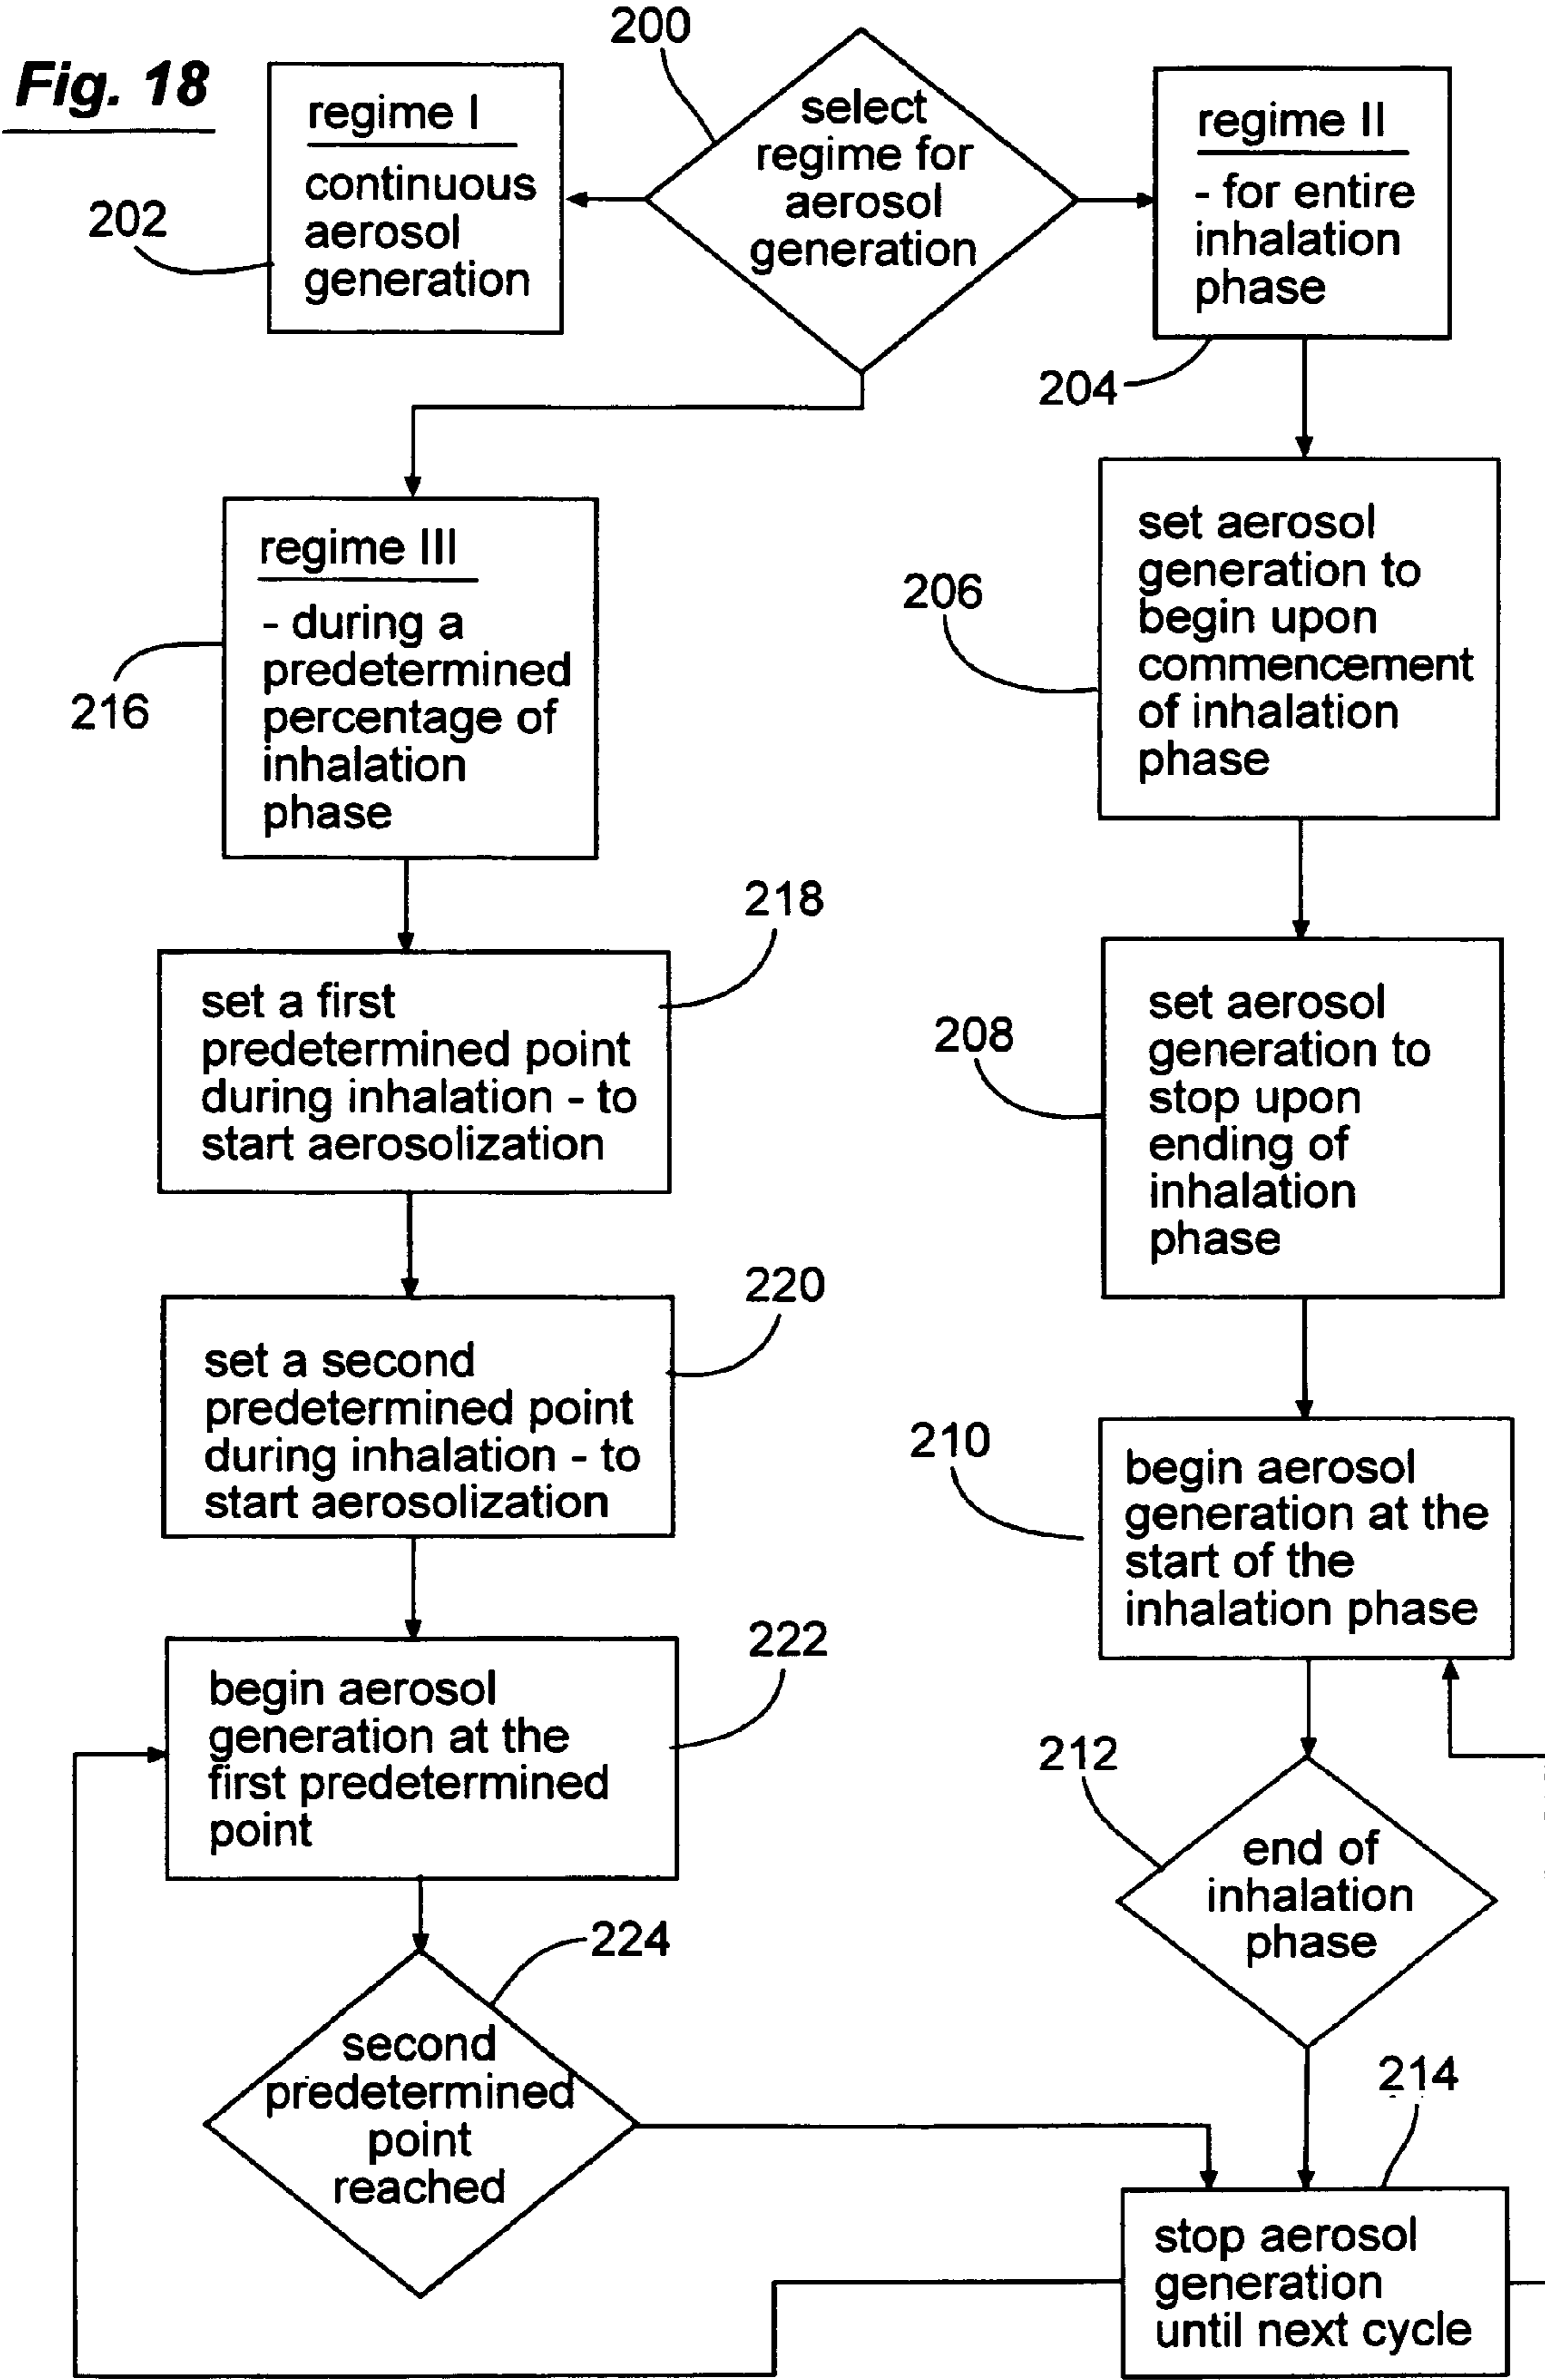 Fig. 18
200
select
regime for
aerosol
generation
regime I
continuous
aerosol
generation
202
regime II
- for entire
inhalation
phase
204
set aerosol
generation to
begin upon
commencement
of inhalation
phase
206
set aerosol
generation to
stop upon
ending of
inhalation
phase
208
begin aerosol
generation at the
start of the
inhalation phase
210
end of
inhalation
phase
212
stop aerosol
generation
until next cycle
214
regime III
- during a
predetermined
percentage of
inhalation
phase
216
set a first
predetermined point
during inhalation - to
start aerosolization
218
set a second
predetermined point
during inhalation - to
start aerosolization
220
begin aerosol
generation at the
first predetermined
point
222
second
predetermined
point
reached
224